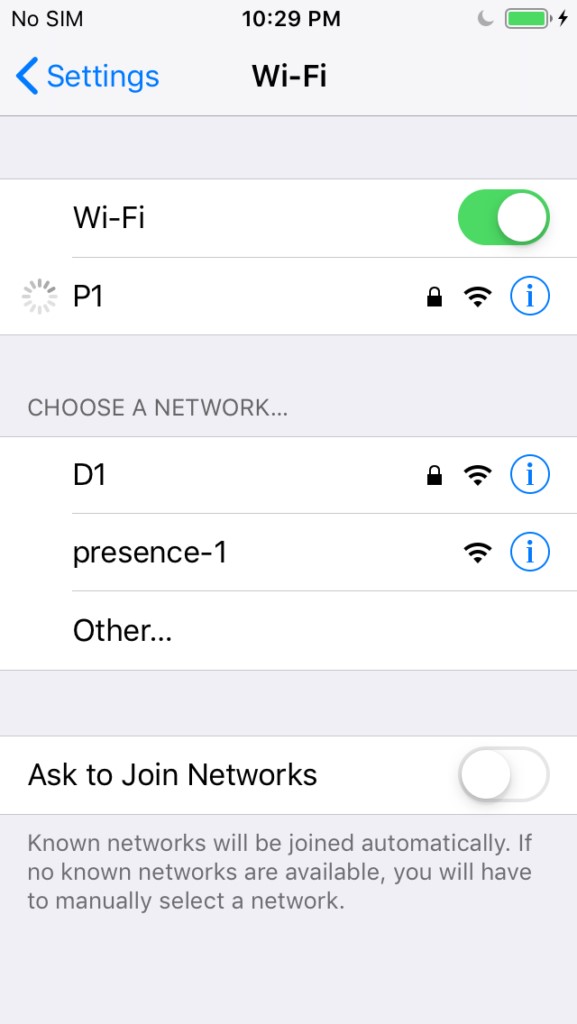 No SIM 10:29 PM
Settings Wi-Fi
Wi-Fi
P1
CHOOSE A NETWORK...
D1
presence-1
Other...
Ask to Join Networks
Known networks will be joined automatically. If
no known networks are available, you will have
to manually select a network.